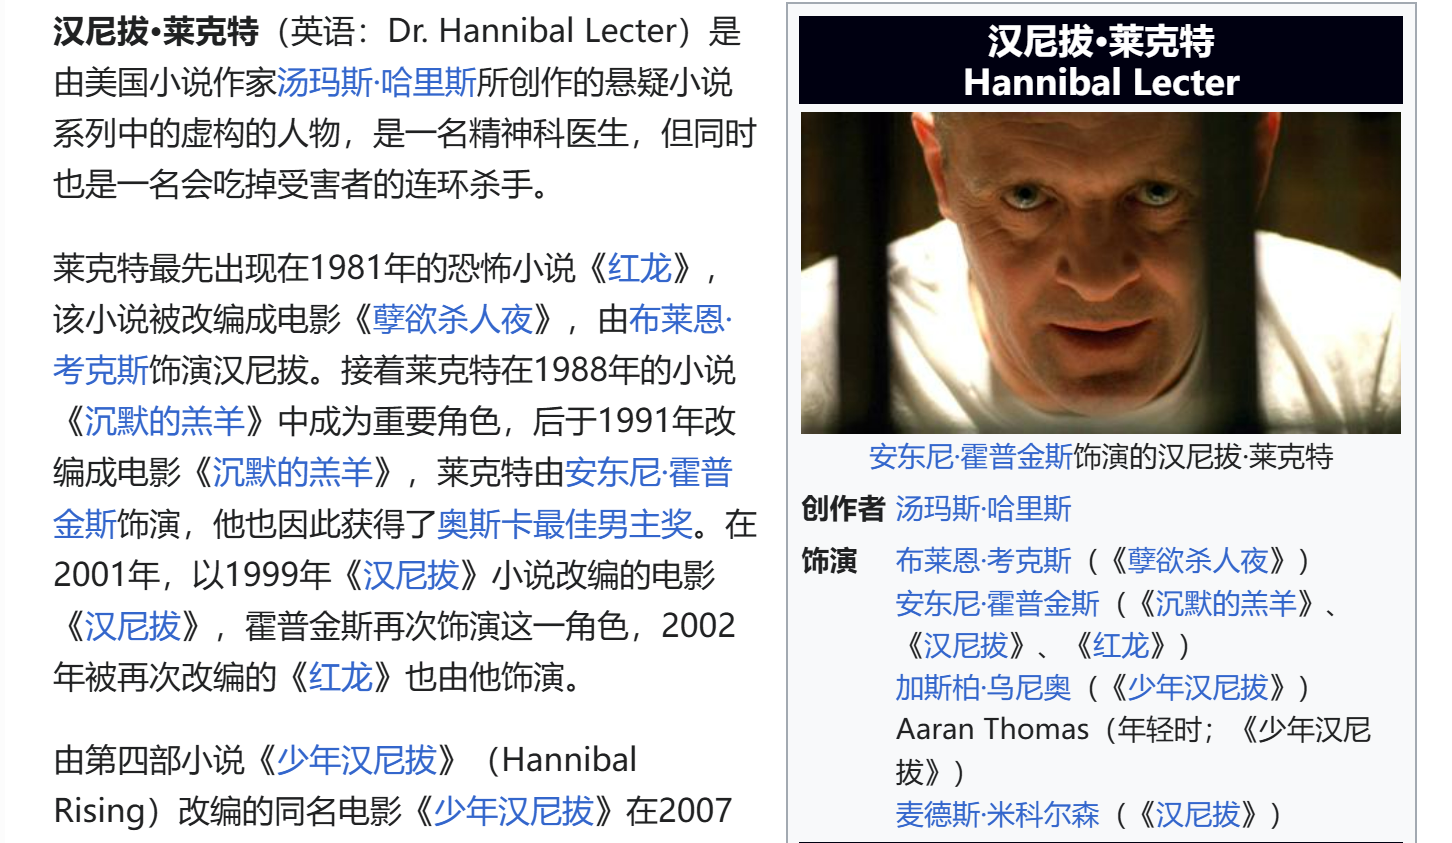 汉尼拔·莱克特（英语：Dr. Hannibal Lecter）是
由美国小说作家汤玛斯·哈里斯所创作的悬疑小说
系列中的虚构的人物，是一名精神科医生，但同时
也是一名会吃掉受害者的连环杀手。
莱克特最先出现在1981年的恐怖小说《红龙》，
该小说被改编成电影《孽欲杀人夜》，由布莱恩·
考克斯饰演汉尼拔。接着莱克特在1988年的小说
《沉默的羔羊》中成为重要角色，后于1991年改
编成电影《沉默的羔羊》，莱克特由安东尼·霍普
金斯饰演，他也因此获得了奥斯卡最佳男主奖。在
2001年，以1999年《汉尼拔》小说改编的电影
《汉尼拔》，霍普金斯再次饰演这一角色，2002
年被再次改编的《红龙》也由他饰演。
由第四部小说《少年汉尼拔》（Hannibal
Rising）改编的同名电影《少年汉尼拔》在2007
汉尼拔·莱克特
Hannibal Lecter
安东尼·霍普金斯饰演的汉尼拔·莱克特
创作者 汤玛斯·哈里斯
饰演 布莱恩·考克斯（《孽欲杀人夜》）
安东尼·霍普金斯（《沉默的羔羊》、
《汉尼拔》、《红龙》）
加斯柏·乌尼奥（《少年汉尼拔》）
Aaran Thomas（年轻时；《少年汉尼
拔》）
麦德斯·米科尔森（《汉尼拔》）